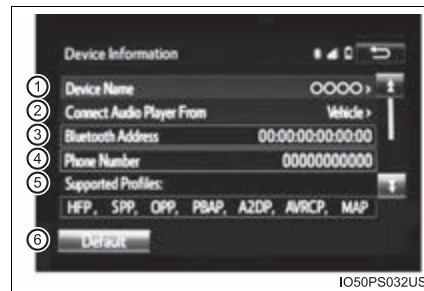 Device Information
① Device Name OOOO ›
② Connect Audio Player From Vehicle ›
③ Bluetooth Address 00:00:00:00:00:00
④ Phone Number 00000000000
⑤ Supported Profiles:
HFP, SPP, OPP, PBAP, A2DP, AVRCP, MAP
⑥ Default
IO50PS032US